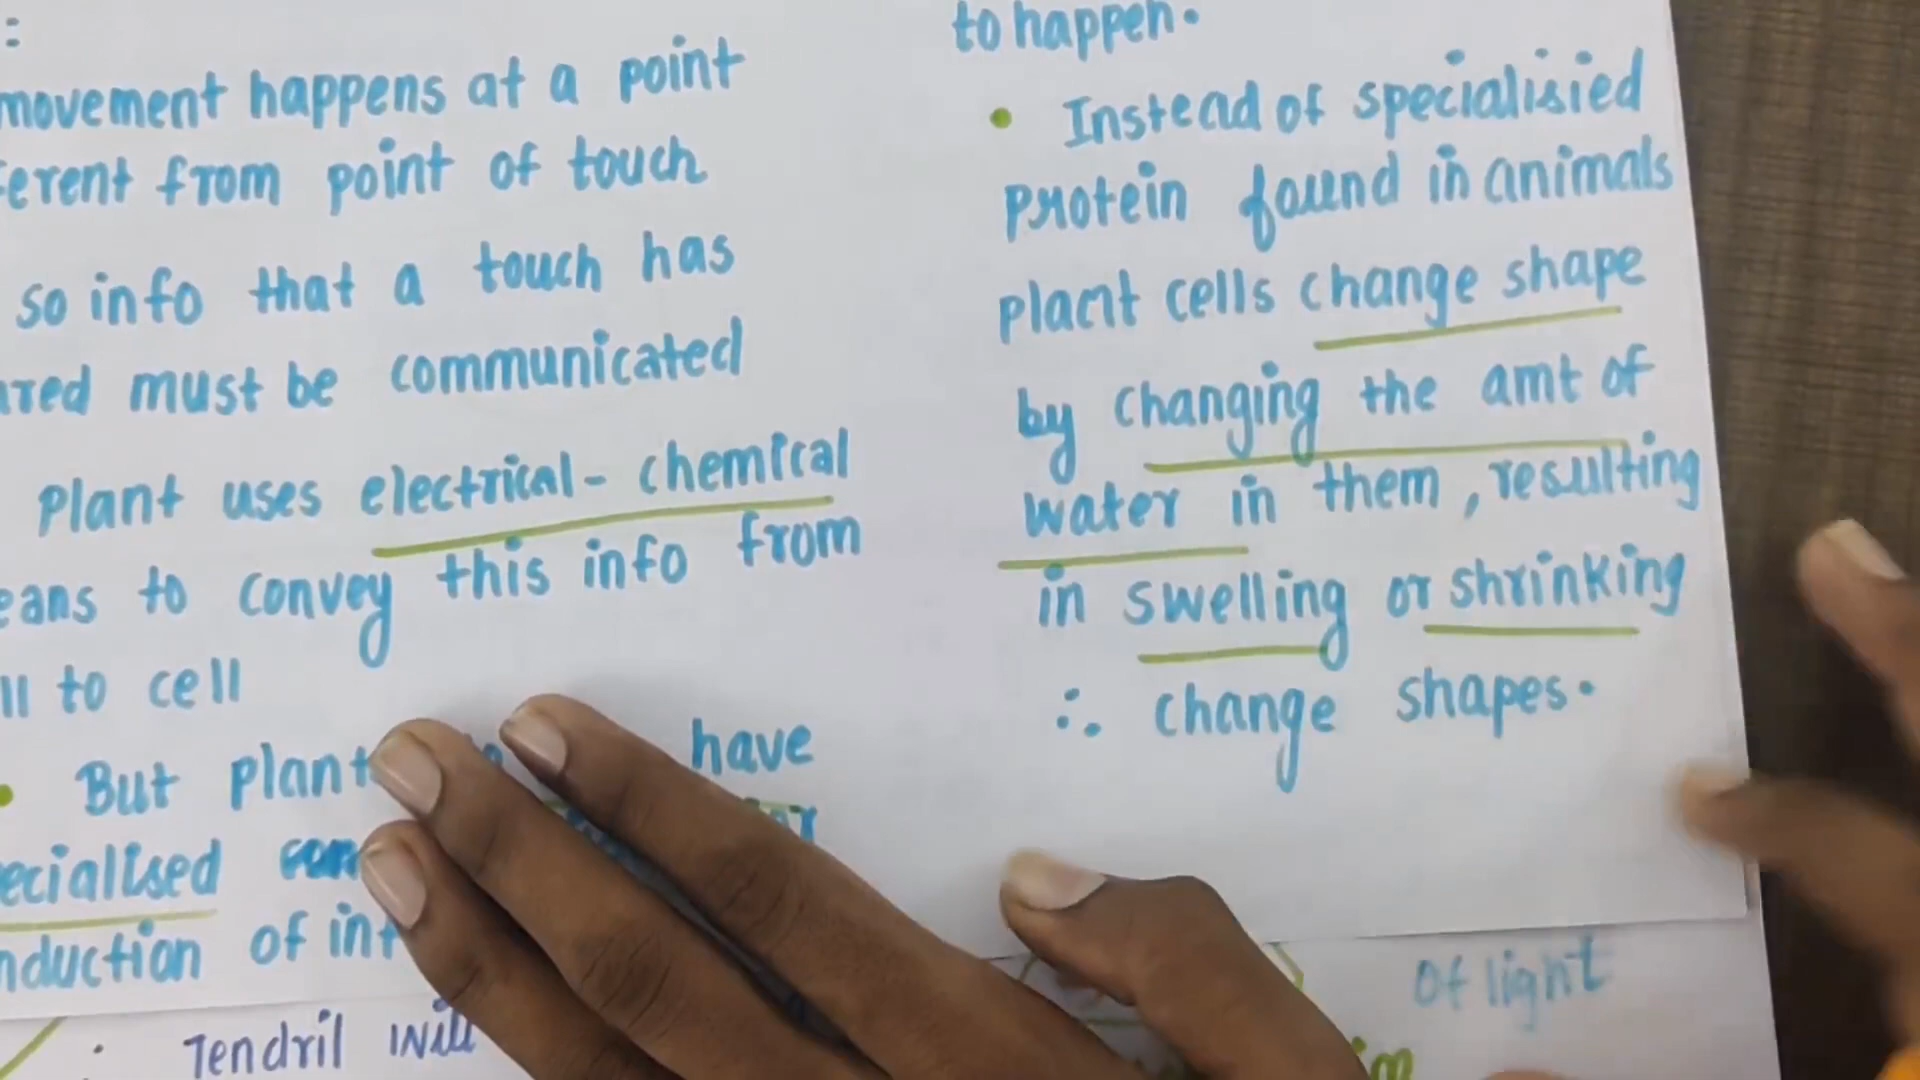 :
movement happens at a point
erent from point of touch
so info that a touch has
red must be communicated
Plant uses electrical - chemical
eans to convey this info from
ll to cell
• But plant have
ecialised
nduction of inf
: Tendril will
to happen.
• Instead of specialisied
protein found in animals
plant cells change shape
by changing the amt of
water in them, resulting
in swelling or shrinking
∴ change shapes.
of light